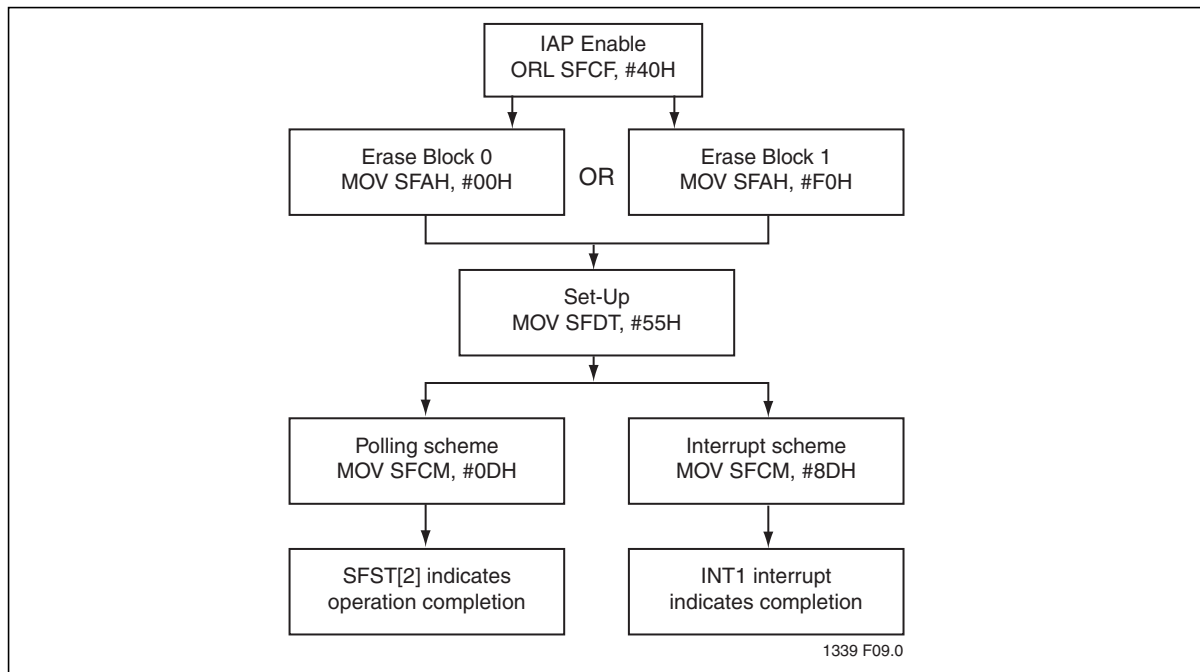 IAP Enable
ORL SFCF, #40H
Erase Block 0
MOV SFAH, #00H
OR
Erase Block 1
MOV SFAH, #F0H
Set-Up
MOV SFDT, #55H
Polling scheme
MOV SFCM, #0DH
Interrupt scheme
MOV SFCM, #8DH
SFST[2] indicates
operation completion
INT1 interrupt
indicates completion
1339 F09.0